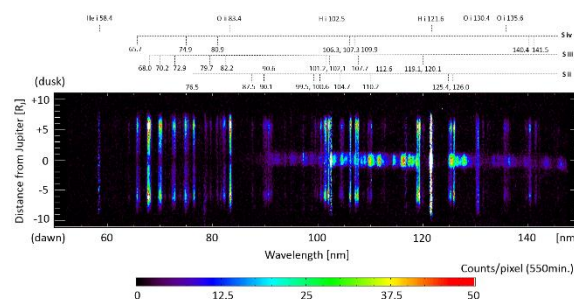 He i 58.4 O ii 83.4 H i 102.5 H i 121.6 O i 130.4 O i 135.6
S iv
65.7 74.9 80.9 106.3, 107.3 109.9 140.4 141.5
S iii
68.0 70.2 72.9 79.7 82.2 90.6 101.7, 102.1 107.7 112.6 119.1 120.1
S ii
76.5 87.5 90.1 99.5, 100.6 104.7 110.7 125.4, 126.0
(dusk)
+10
+5
0
-5
-10
Distance from Jupiter [RJ]
(dawn) 60 80 100 120 140 [nm]
Wavelength [nm]
Counts/pixel (550min.)
0 12.5 25 37.5 50